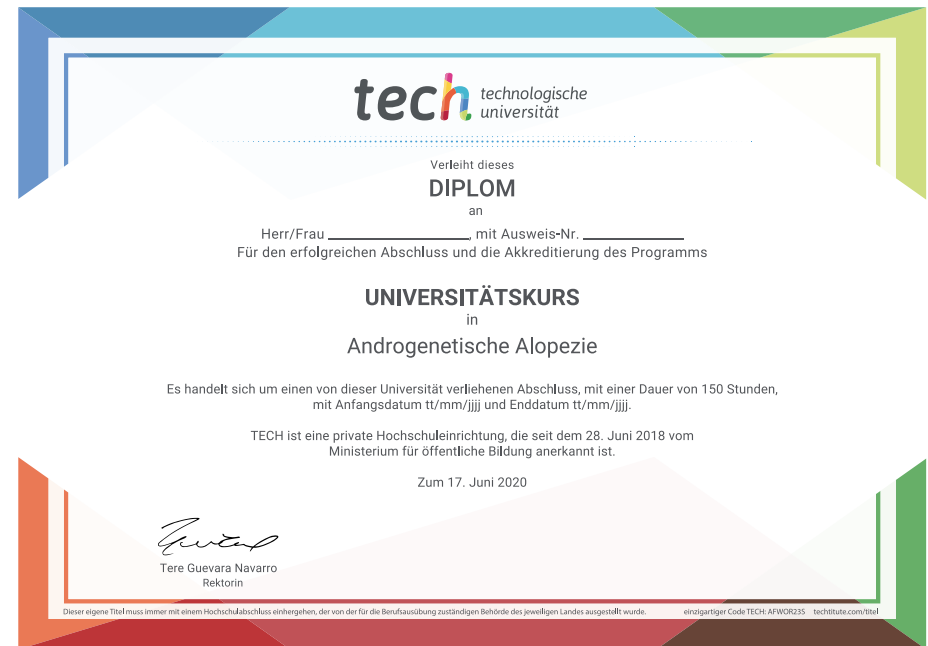 tech technologische
universität
Verleiht dieses
DIPLOM
an
Herr/Frau ____________________, mit Ausweis-Nr. ______________
Für den erfolgreichen Abschluss und die Akkreditierung des Programms
UNIVERSITÄTSKURS
in
Androgenetische Alopezie
Es handelt sich um einen von dieser Universität verliehenen Abschluss, mit einer Dauer von 150 Stunden,
mit Anfangsdatum tt/mm/jjjj und Enddatum tt/mm/jjjj.
TECH ist eine private Hochschuleinrichtung, die seit dem 28. Juni 2018 vom
Ministerium für öffentliche Bildung anerkannt ist.
Zum 17. Juni 2020
Tere Guevara Navarro
Rektorin
Dieser eigene Titel muss immer mit einem Hochschulabschluss einhergehen, der von der für die Berufsausübung zuständigen Behörde des jeweiligen Landes ausgestellt wurde. einzigartiger Code TECH: AFWOR23S techtitute.com/titel